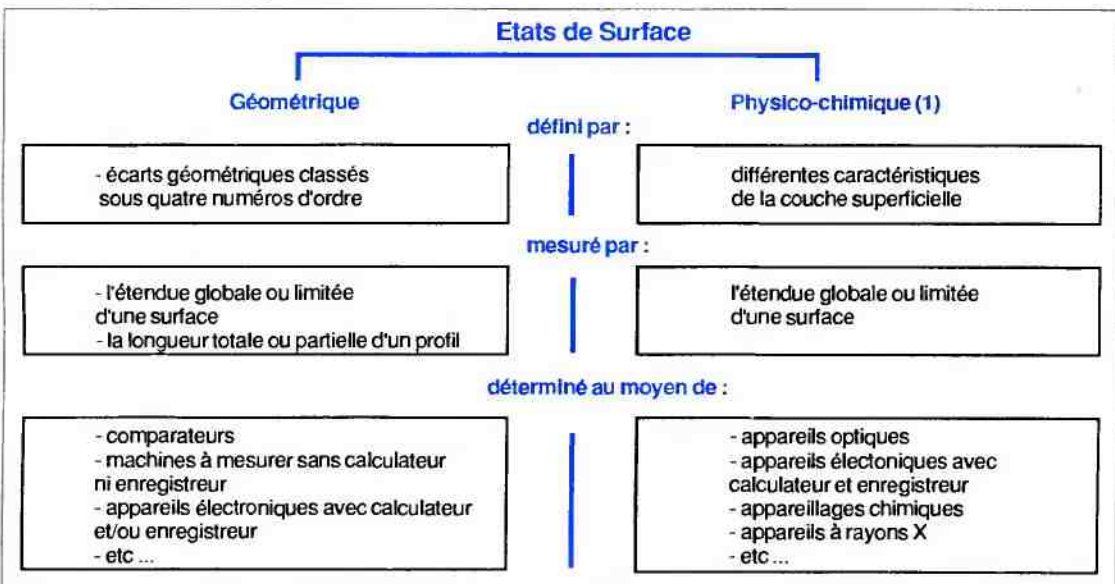 Etats de Surface
Géométrique
Physico-chimique (1)
défini par :
- écarts géométriques classés
sous quatre numéros d'ordre
différentes caractéristiques
de la couche superficielle
mesuré par :
- l'étendue globale ou limitée
d'une surface
- la longueur totale ou partielle d'un profil
l'étendue globale ou limitée
d'une surface
déterminé au moyen de :
- comparateurs
- machines à mesurer sans calculateur
ni enregistreur
- appareils électroniques avec calculateur
et/ou enregistreur
- etc ...
- appareils optiques
- appareils électoniques avec
calculateur et enregistreur
- appareillages chimiques
- appareils à rayons X
- etc ...